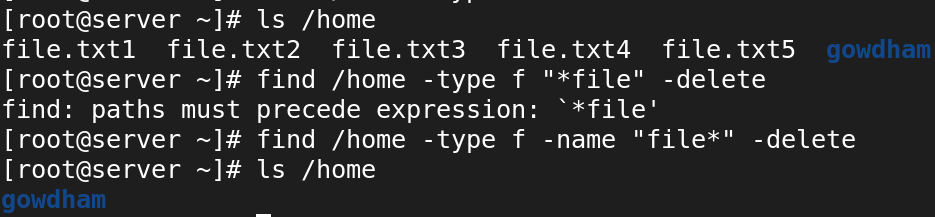 [root@server ~]# ls /home
file.txt1  file.txt2  file.txt3  file.txt4  file.txt5  gowdham
[root@server ~]# find /home -type f "*file" -delete
find: paths must precede expression: `*file'
[root@server ~]# find /home -type f -name "file*" -delete
[root@server ~]# ls /home
gowdham